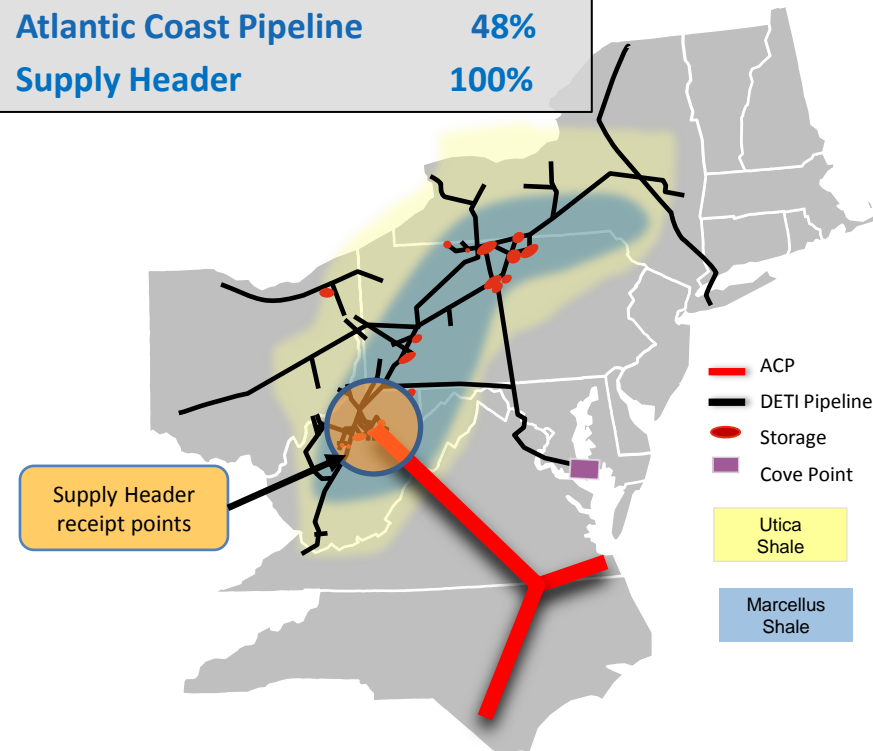 Atlantic Coast Pipeline 48%
Supply Header 100%
ACP
DETI Pipeline
Storage
Cove Point
Supply Header
receipt points
Utica
Shale
Marcellus
Shale